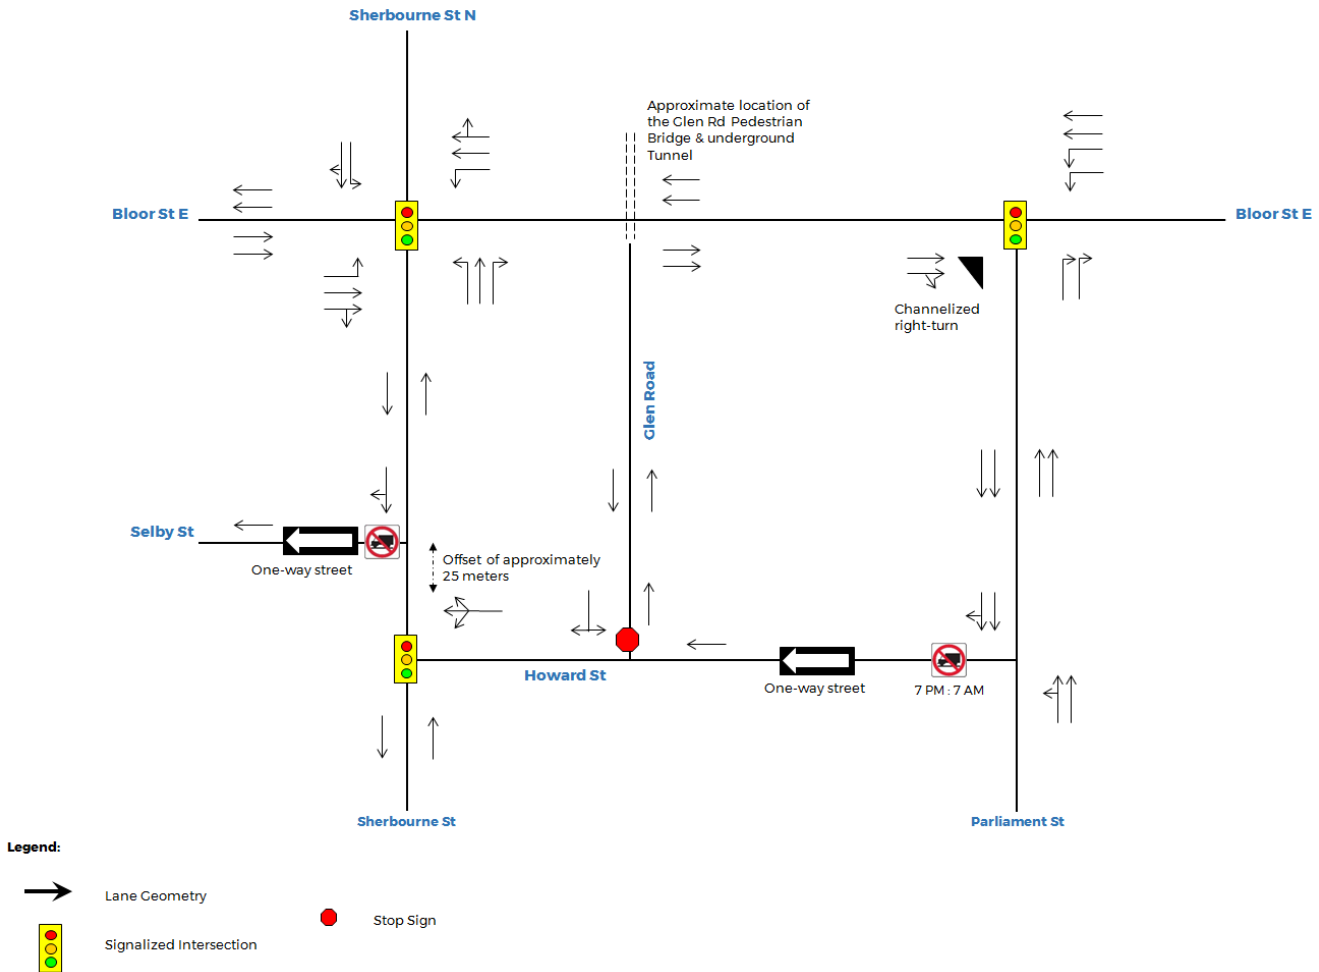 Sherbourne St N
Approximate location of
the Glen Rd Pedestrian
Bridge & underground
Tunnel
Bloor St E
Bloor St E
Channelized
right-turn
Glen Road
Selby St
One-way street
Offset of approximately
25 meters
Howard St
One-way street
7 PM : 7 AM
Sherbourne St
Parliament St
Legend:
Lane Geometry
Stop Sign
Signalized Intersection